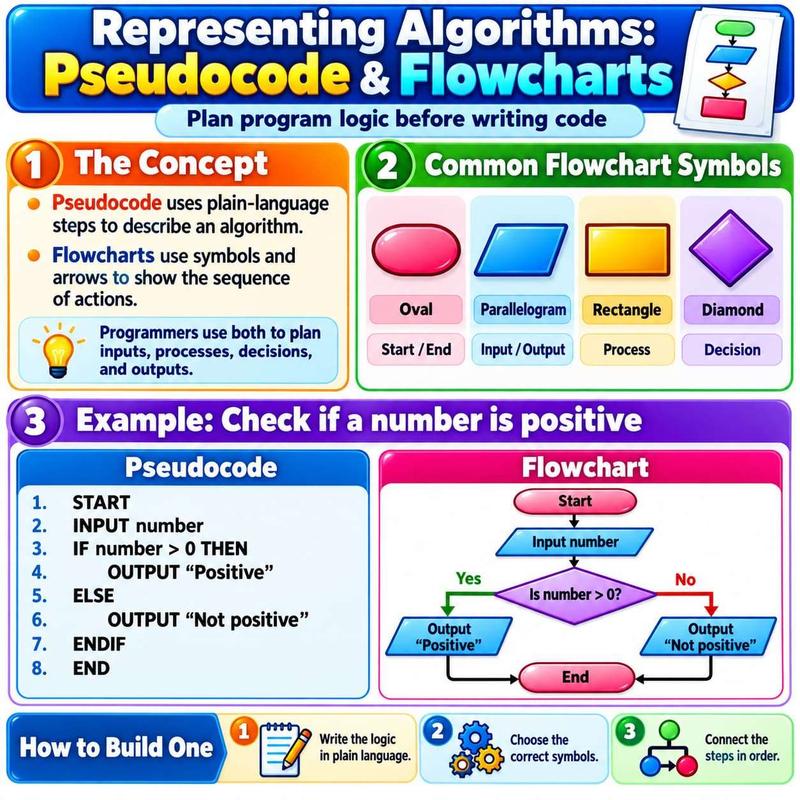 Representing Algorithms:
Pseudocode & Flowcharts
Plan program logic before writing code
1 The Concept
Pseudocode uses plain-language
steps to describe an algorithm.
Flowcharts use symbols and
arrows to show the sequence
of actions.
Programmers use both to plan
inputs, processes, decisions,
and outputs.
2 Common Flowchart Symbols
Oval
Start / End
Parallelogram
Input / Output
Rectangle
Process
Diamond
Decision
3 Example: Check if a number is positive
Pseudocode
1. START
2. INPUT number
3. IF number > 0 THEN
4. OUTPUT “Positive”
5. ELSE
6. OUTPUT “Not positive”
7. ENDIF
8. END
Flowchart
Start
Input number
Is number > 0?
Yes
No
Output
“Positive”
Output
“Not positive”
End
How to Build One
1 Write the logic
in plain language.
2 Choose the
correct symbols.
3 Connect the
steps in order.